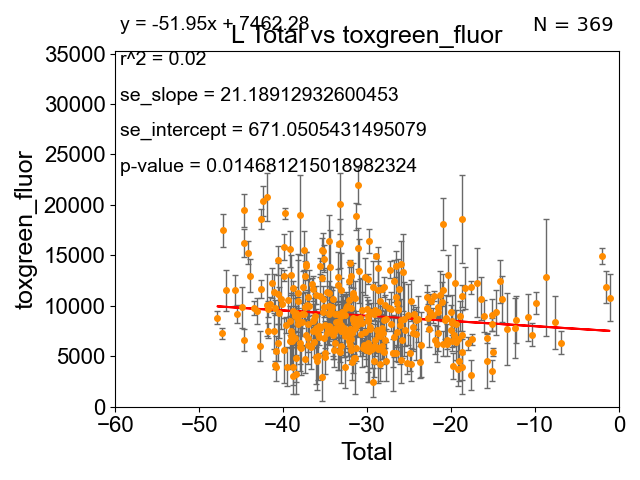 y = -51.95x + 7462.28
N = 369
L Total vs toxgreen_fluor
r^2 = 0.02
se_slope = 21.18912932600453
se_intercept = 671.0505431495079
p-value = 0.014681215018982324
toxgreen_fluor
35000
30000
25000
20000
15000
10000
5000
0
−60
−50
−40
−30
−20
−10
0
Total